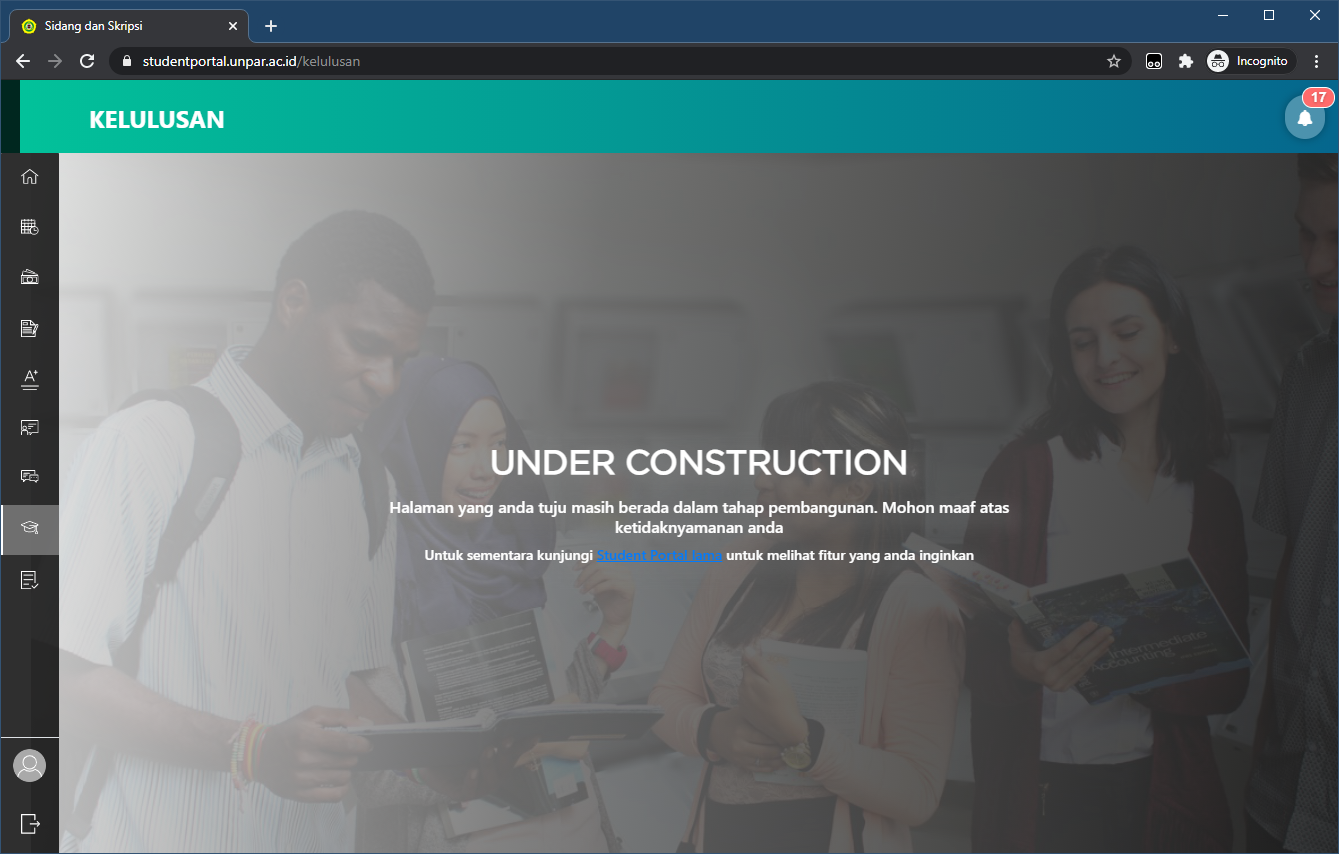 Sidang dan Skripsi
studentportal.unpar.ac.id/kelulusan
Incognito
KELULUSAN
17
A+
UNDER CONSTRUCTION
Halaman yang anda tuju masih berada dalam tahap pembangunan. Mohon maaf atas
ketidaknyamanan anda
Untuk sementara kunjungi Student Portal lama untuk melihat fitur yang anda inginkan
Intermediate
Accounting